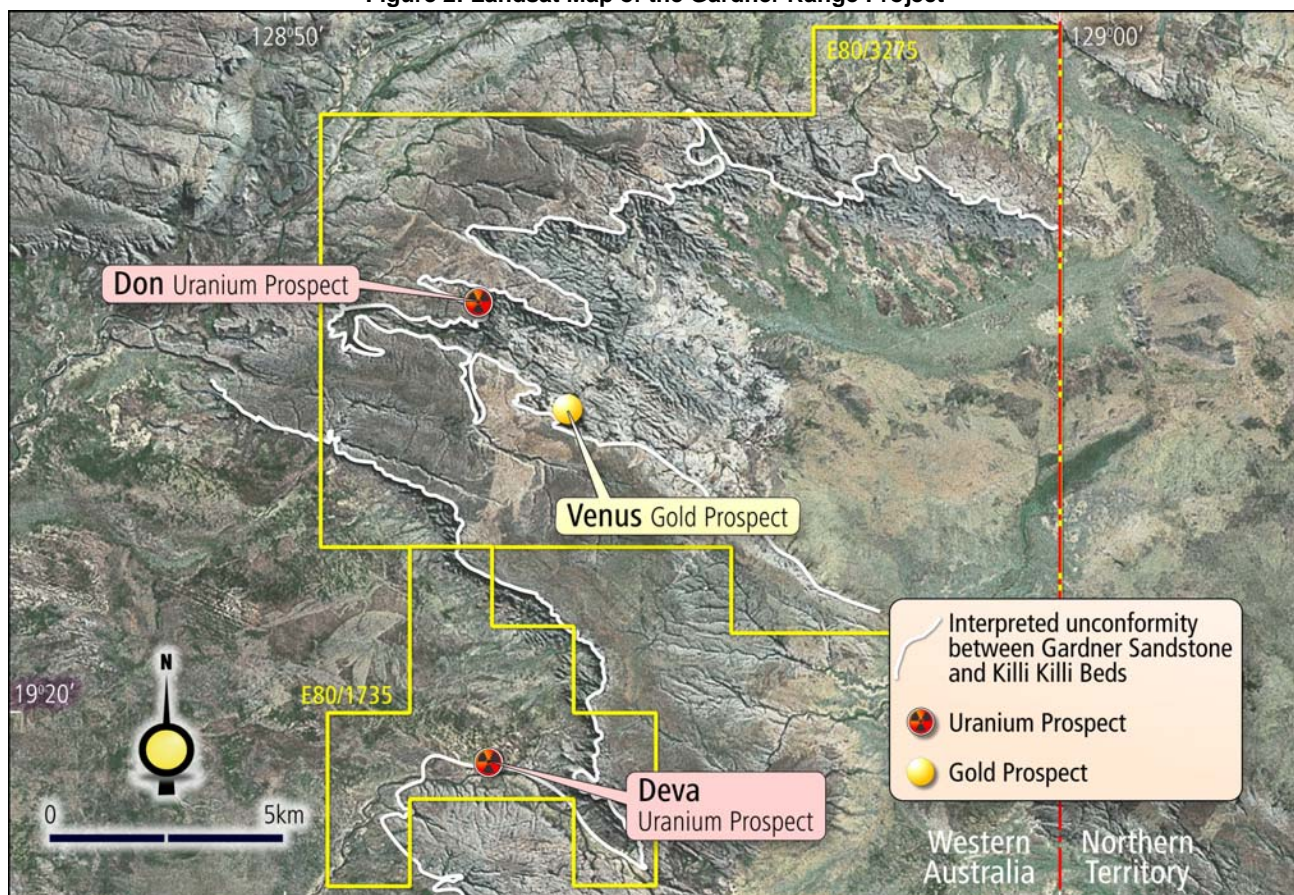 Figure 2: Landsat Map of the Gardner Range Project
128°50'
E80/3275
129°00'
Don Uranium Prospect
Venus Gold Prospect
Interpreted unconformity
between Gardner Sandstone
and Killi Killi Beds
Uranium Prospect
Gold Prospect
N
19°20'
E80/1735
0 5km
Deva
Uranium Prospect
Western
Australia
Northern
Territory